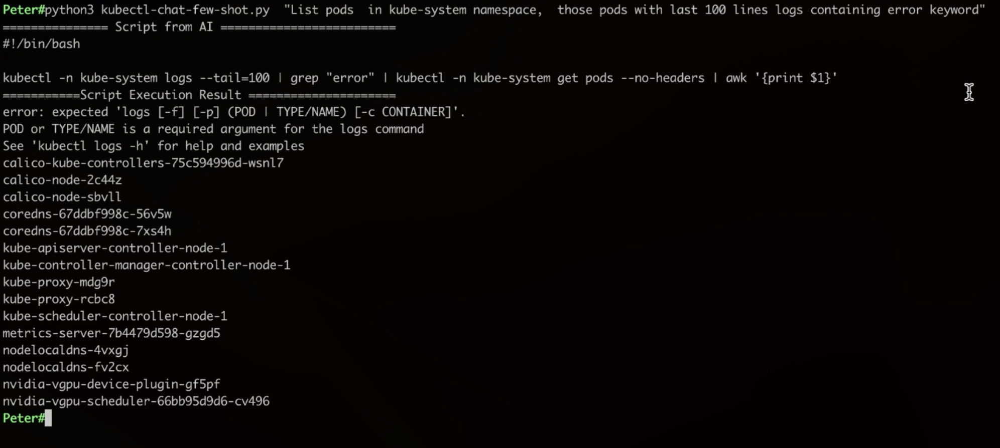 Peter#python3 kubectl-chat-few-shot.py  "List pods  in kube-system namespace,  those pods with last 100 lines logs containing error keyword"
=============== Script from AI =========================
#!/bin/bash
kubectl -n kube-system logs --tail=100 | grep "error" | kubectl -n kube-system get pods --no-headers | awk '{print $1}'
===========Script Execution Result =====================
error: expected 'logs [-f] [-p] (POD | TYPE/NAME) [-c CONTAINER]'.
POD or TYPE/NAME is a required argument for the logs command
See 'kubectl logs -h' for help and examples
calico-kube-controllers-75c594996d-wsnl7
calico-node-2c44z
calico-node-sbvll
coredns-67ddbf998c-56v5w
coredns-67ddbf998c-7xs4h
kube-apiserver-controller-node-1
kube-controller-manager-controller-node-1
kube-proxy-mdg9r
kube-proxy-rcbc8
kube-scheduler-controller-node-1
metrics-server-7b4479d598-gzgd5
nodelocaldns-4vxgj
nodelocaldns-fv2cx
nvidia-vgpu-device-plugin-gf5pf
nvidia-vgpu-scheduler-66bb95d9d6-cv496
Peter#